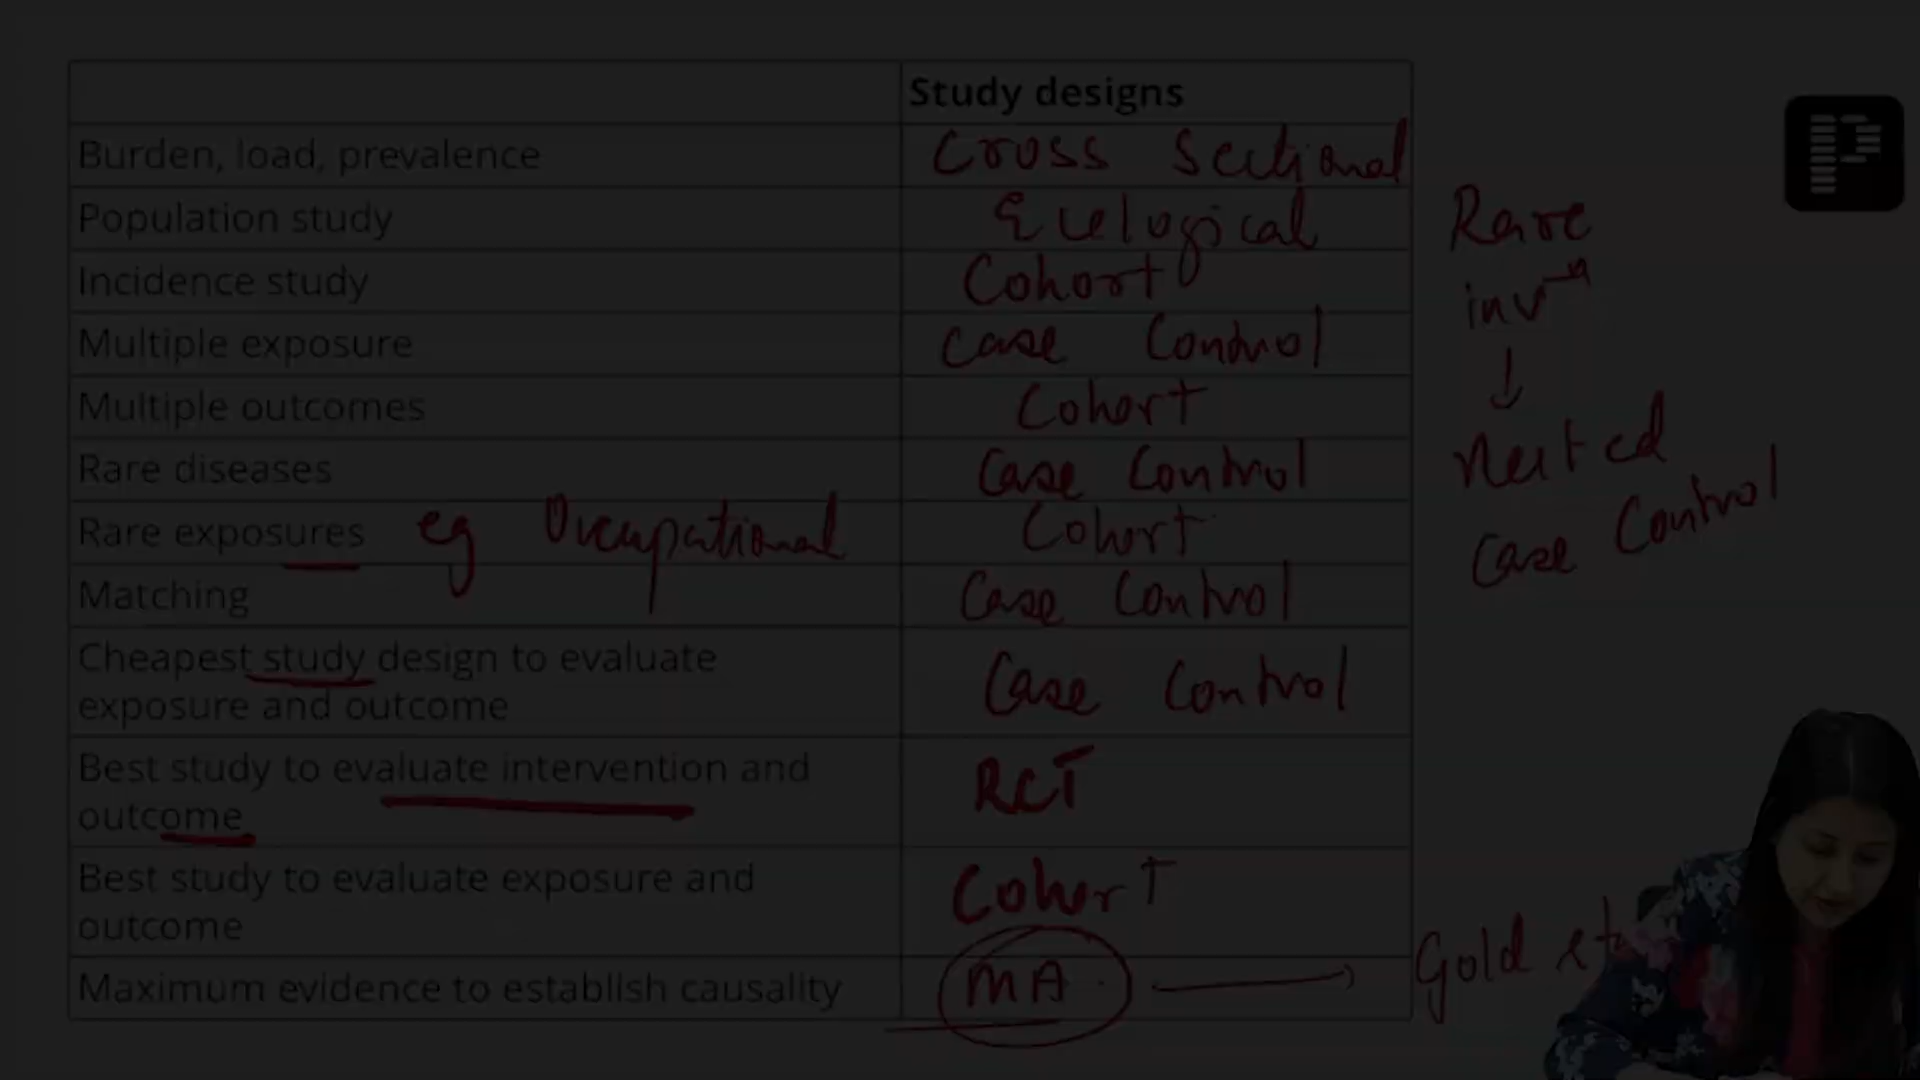 Study designs
Burden, load, prevalence Cross Sectional
Population study Ecological
Incidence study Cohort
Multiple exposure Case Control
Multiple outcomes Cohort
Rare diseases Case Control
Rare exposures eg Occupational Cohort
Matching Case Control
Cheapest study design to evaluate
exposure and outcome Case Control
Best study to evaluate intervention and
outcome RCT
Best study to evaluate exposure and
outcome Cohort
Maximum evidence to establish causality MA → Gold
Rare
inv
↓
Nested
Case Control
P